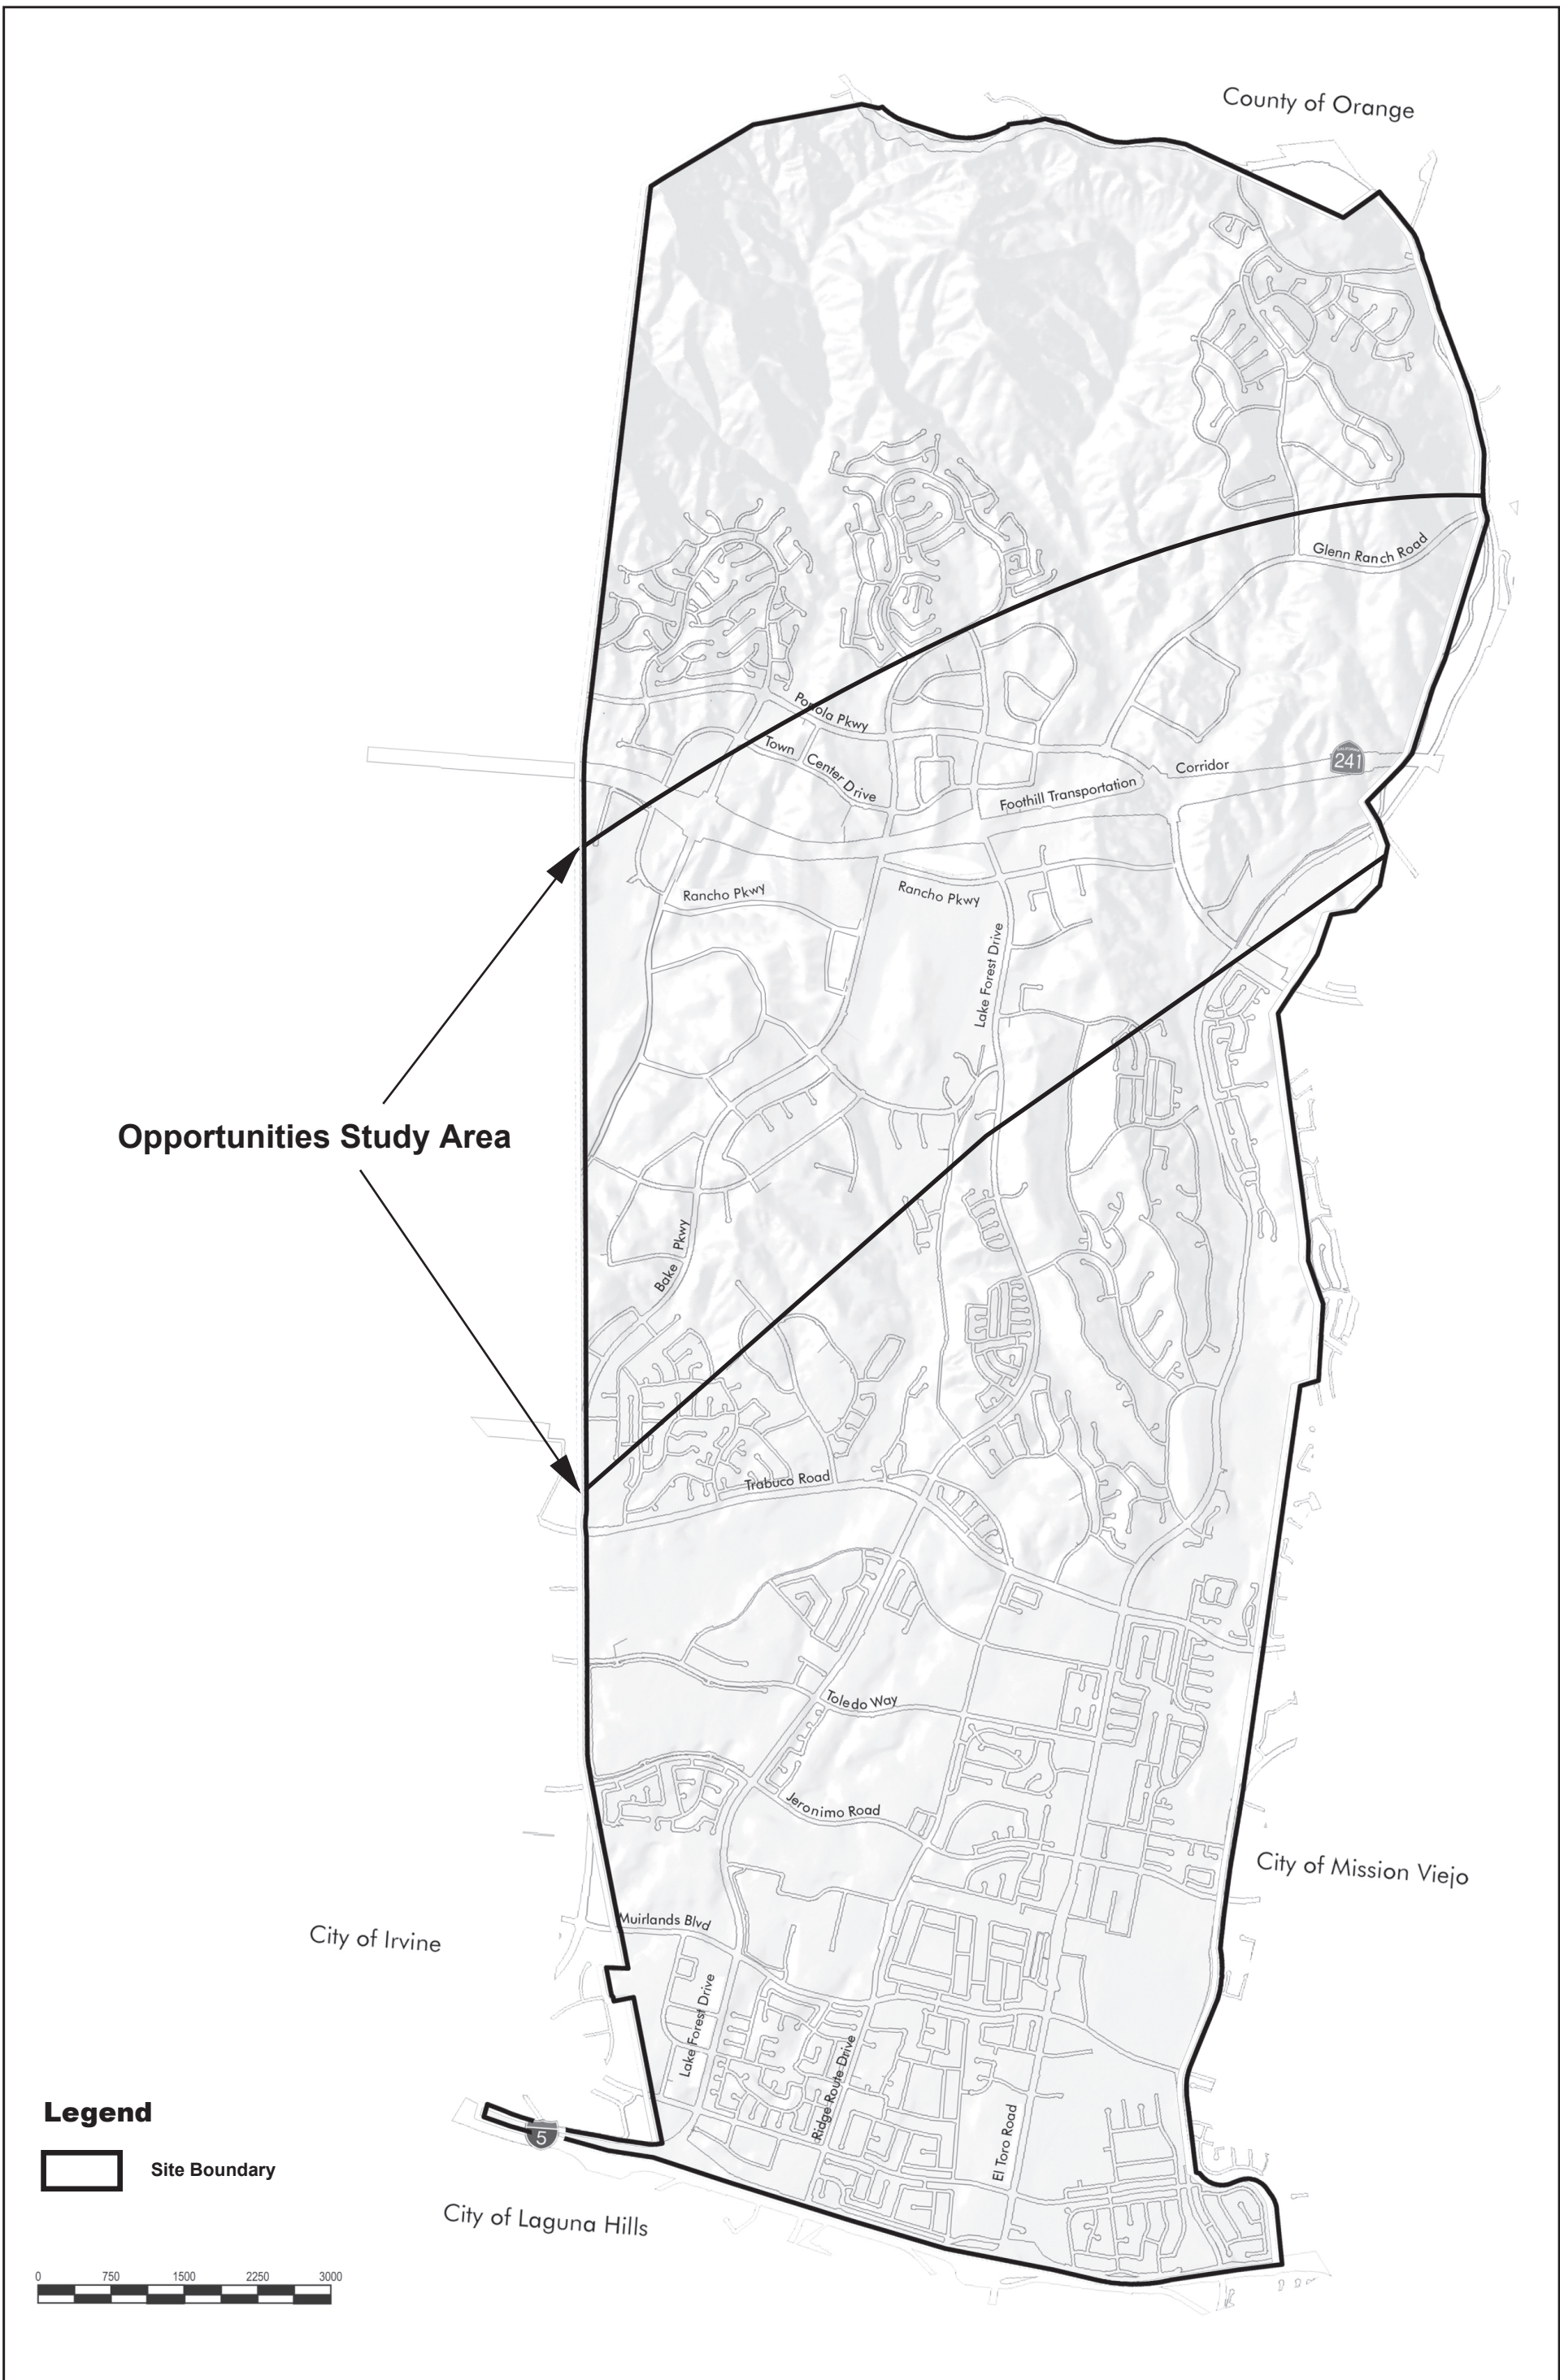 County of Orange
Glenn Ranch Road
Portola Pkwy
Town Center Drive
Foothill Transportation Corridor
CALIFORNIA
241
Rancho Pkwy
Rancho Pkwy
Lake Forest Drive
Opportunities Study Area
Bake Pkwy
Trabuco Road
Toledo Way
Jeronimo Road
City of Mission Viejo
Muirlands Blvd
City of Irvine
Lake Forest Drive
Ridge Route Drive
El Toro Road
5
Legend
Site Boundary
City of Laguna Hills
0 750 1500 2250 3000